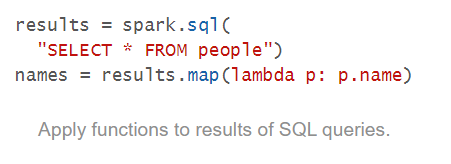 results = spark.sql(
  "SELECT * FROM people")
names = results.map(lambda p: p.name)
Apply functions to results of SQL queries.